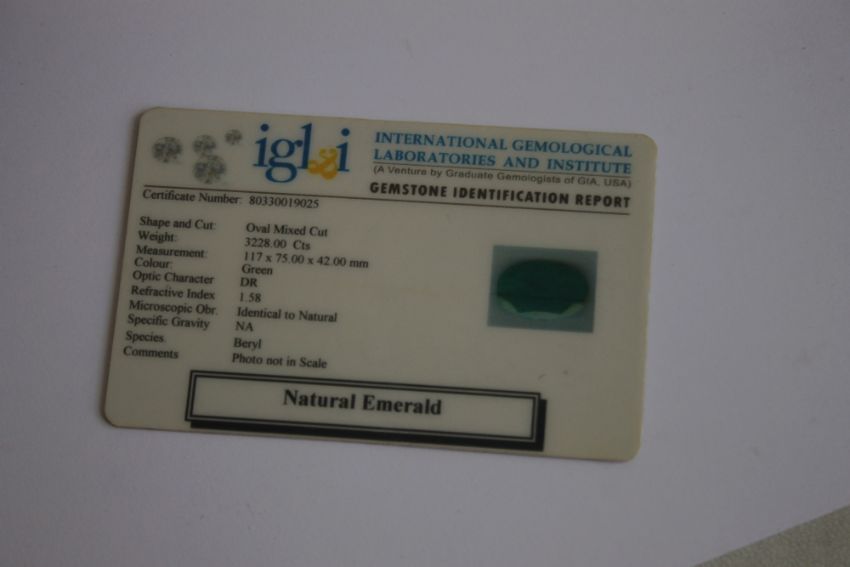 igl&i
INTERNATIONAL GEMOLOGICAL
LABORATORIES AND INSTITUTE
(A Venture by Graduate Gemologists of GIA, USA)
GEMSTONE IDENTIFICATION REPORT
Certificate Number: 80330019025
Shape and Cut: Oval Mixed Cut
Weight: 3228.00 Cts
Measurement: 117 x 75.00 x 42.00 mm
Colour: Green
Optic Character DR
Refractive Index 1.58
Microscopic Obr. Identical to Natural
Specific Gravity NA
Species. Beryl
Comments Photo not in Scale
Natural Emerald